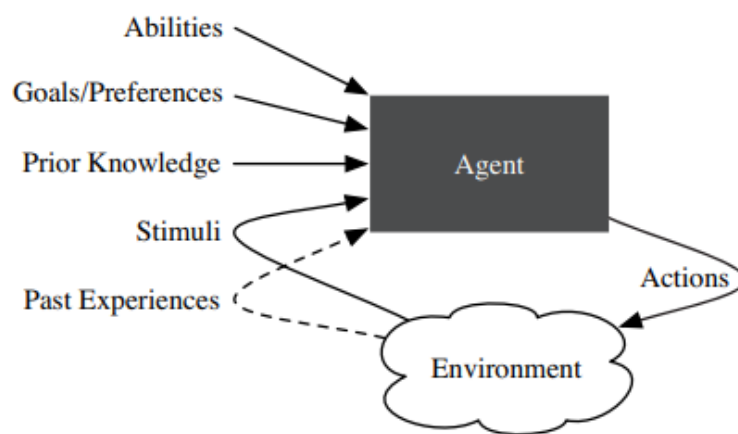 Abilities
Goals/Preferences
Prior Knowledge
Agent
Stimuli
Past Experiences
Actions
Environment